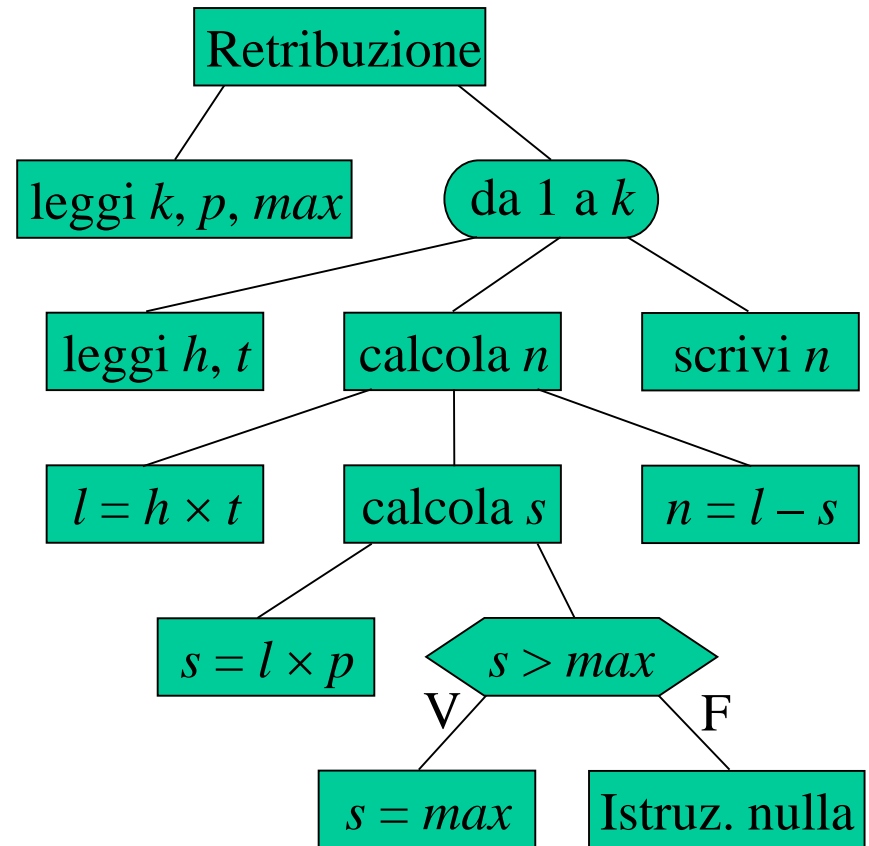 Retribuzione
leggi k, p, max
da 1 a k
leggi h, t
calcola n
scrivi n
l = h × t
calcola s
n = l – s
s = l × p
s > max
V
F
s = max
Istruz. nulla